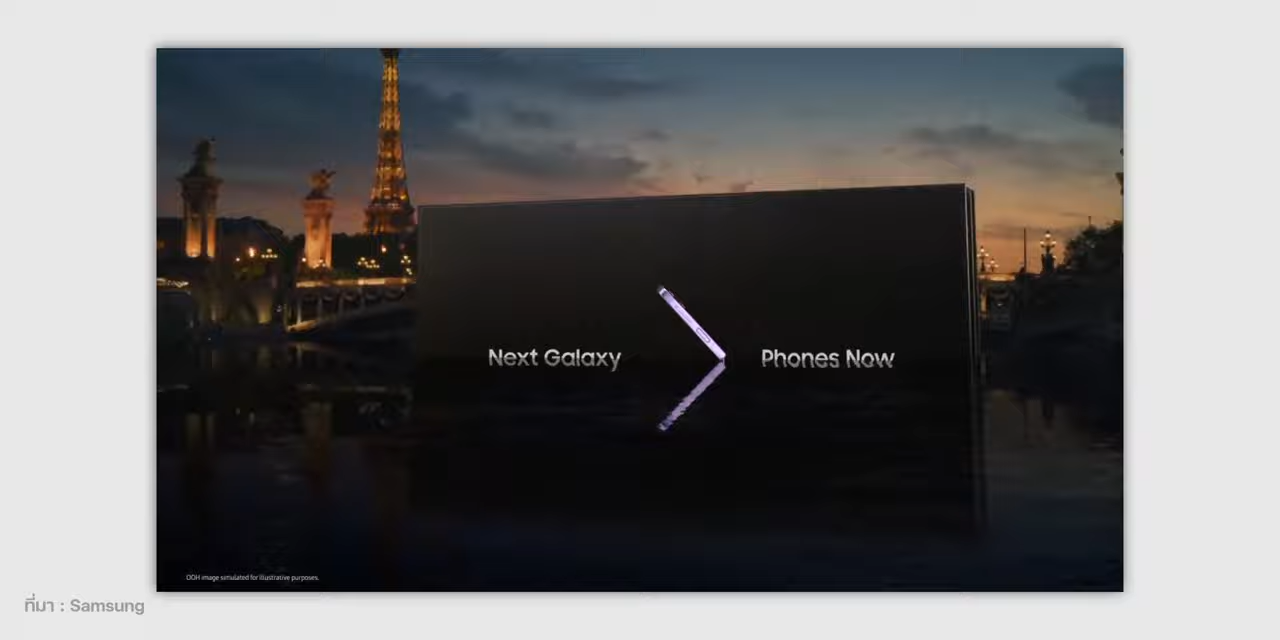 Next Galaxy Phones Now
OOH image simulated for illustrative purposes.
ที่มา : Samsung